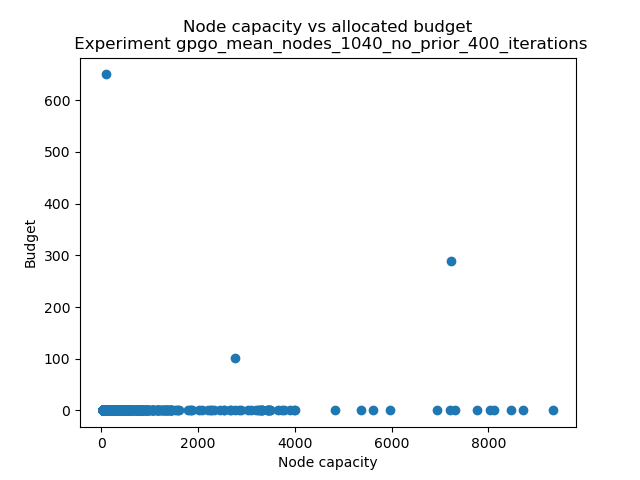 Node capacity vs allocated budget
Experiment gpgo_mean_nodes_1040_no_prior_400_iterations
600
500
400
300
200
100
0
Budget
0 2000 4000 6000 8000
Node capacity